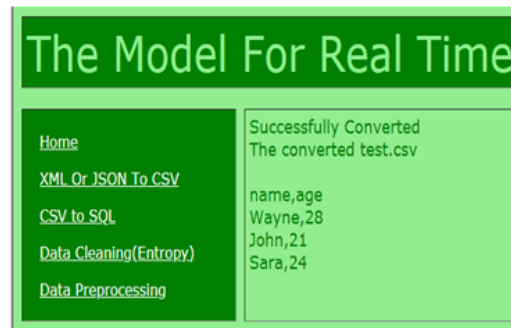 The Model For Real Time
Home
XML Or JSON To CSV
CSV to SQL
Data Cleaning(Entropy)
Data Preprocessing
Successfully Converted
The converted test.csv
name,age
Wayne,28
John,21
Sara,24